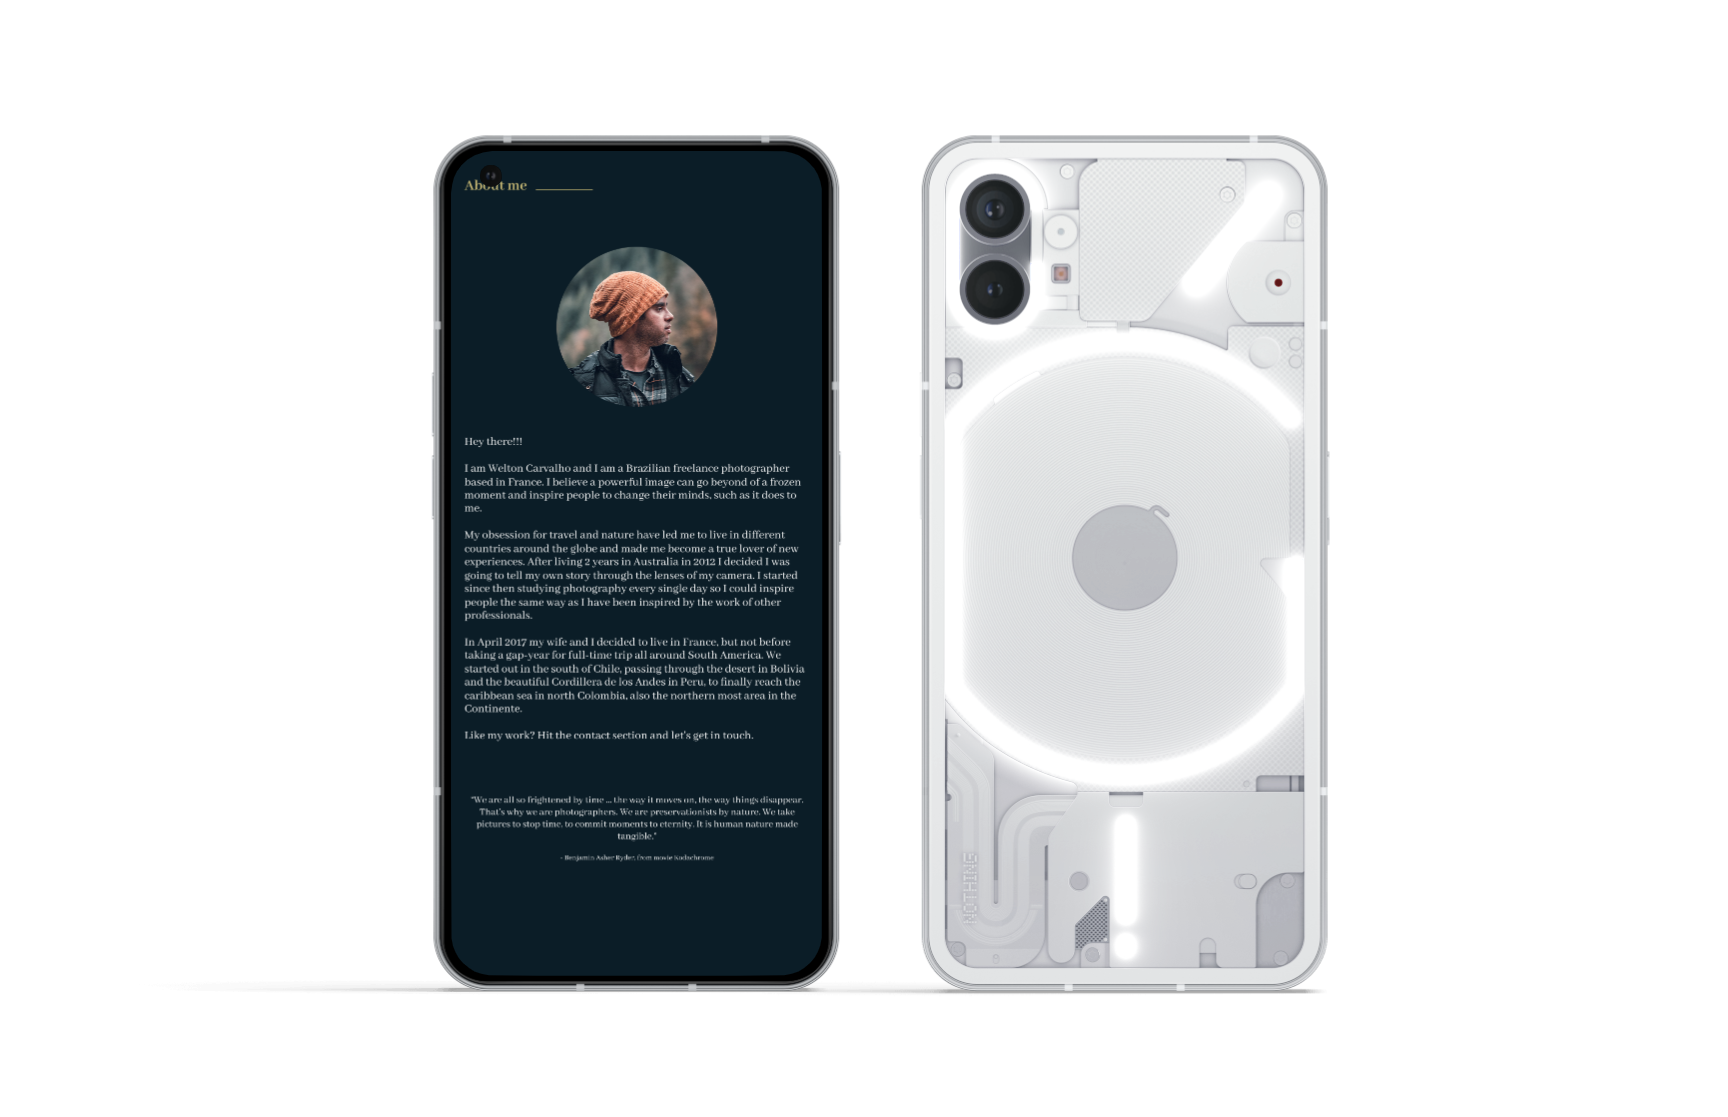 About me
Hey there!!!
I am Welton Carvalho and I am a Brazilian freelance photographer
based in France. I believe a powerful image can go beyond of a frozen
moment and inspire people to change their minds, such as it does to
me.
My obsession for travel and nature have led me to live in different
countries around the globe and made me become a true lover of new
experiences. After living 2 years in Australia in 2012 I decided I was
going to tell my own story through the lenses of my camera. I started
since then studying photography every single day so I could inspire
people the same way as I have been inspired by the work of other
professionals.
In April 2017 my wife and I decided to live in France, but not before
taking a gap-year for full-time trip all around South America. We
started out in the south of Chile, passing through the desert in Bolivia
and the beautiful Cordillera de los Andes in Peru, to finally reach the
caribbean sea in north Colombia, also the northern most area in the
Continente.
Like my work? Hit the contact section and let's get in touch.
"We are all so frightened by time ... the way it moves on, the way things disappear.
That's why we are photographers. We are preservationists by nature. We take
pictures to stop time, to commit moments to eternity. It is human nature made
tangible."
- Benjamin Asher Ryder, from movie Kodachrome
NOTHING